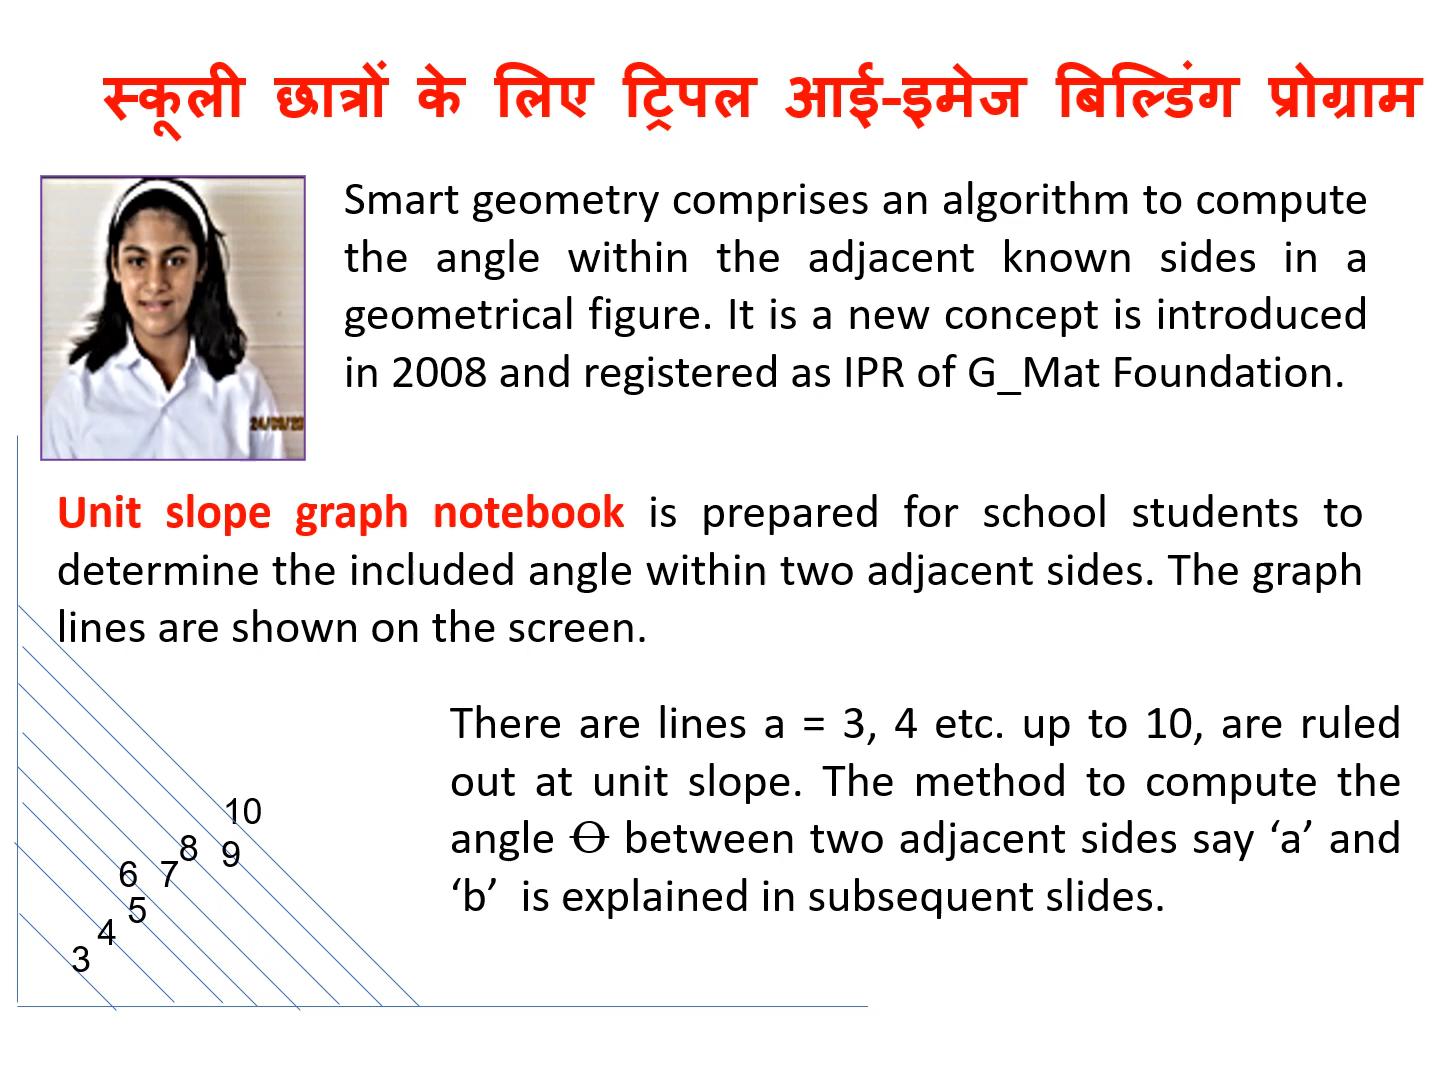 स्कूली छात्रों के लिए ट्रिपल आई-इमेज बिल्डिंग प्रोग्राम
Smart geometry comprises an algorithm to compute
the angle within the adjacent known sides in a
geometrical figure. It is a new concept is introduced
in 2008 and registered as IPR of G_Mat Foundation.
Unit slope graph notebook is prepared for school students to
determine the included angle within two adjacent sides. The graph
lines are shown on the screen.
There are lines a = 3, 4 etc. up to 10, are ruled
out at unit slope. The method to compute the
angle Ɵ between two adjacent sides say ‘a’ and
‘b’ is explained in subsequent slides.
10
8 9
6 7
5
4
3